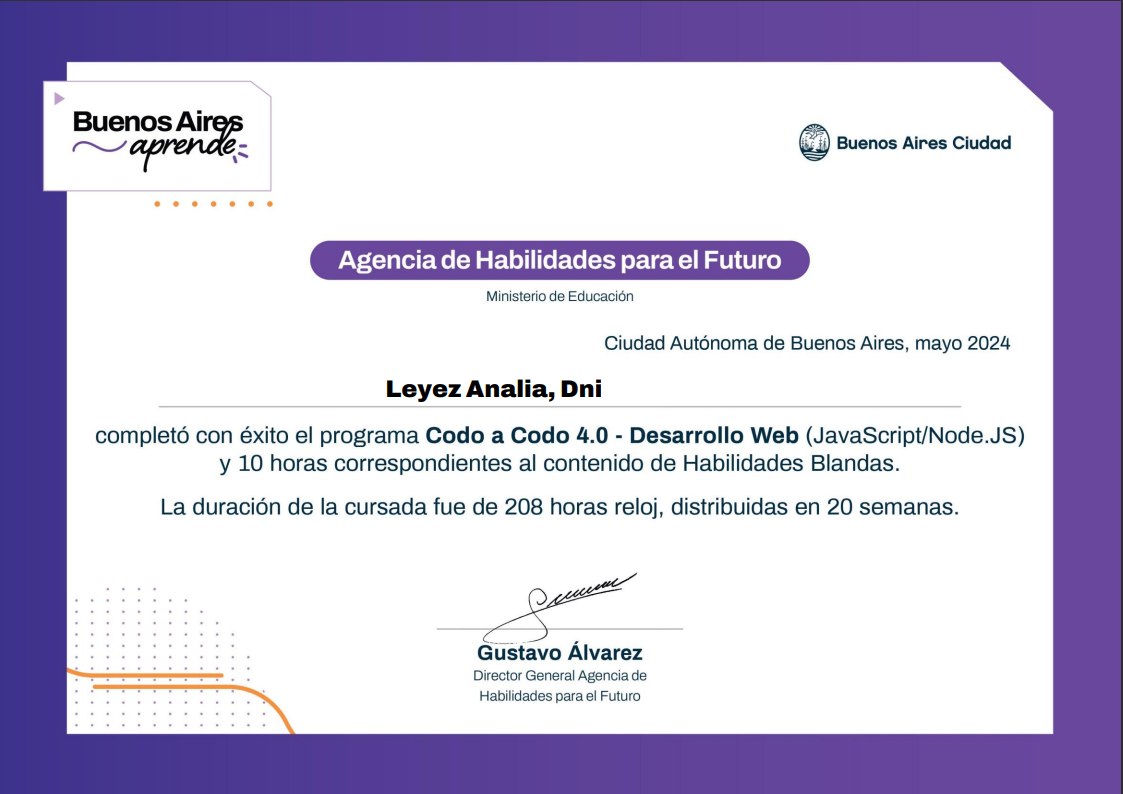 Buenos Aires
aprende
Buenos Aires Ciudad
Agencia de Habilidades para el Futuro
Ministerio de Educación
Ciudad Autónoma de Buenos Aires, mayo 2024
Leyez Analia, Dni
completó con éxito el programa Codo a Codo 4.0 - Desarrollo Web (JavaScript/Node.JS)
y 10 horas correspondientes al contenido de Habilidades Blandas.
La duración de la cursada fue de 208 horas reloj, distribuidas en 20 semanas.
Gustavo Álvarez
Director General Agencia de
Habilidades para el Futuro